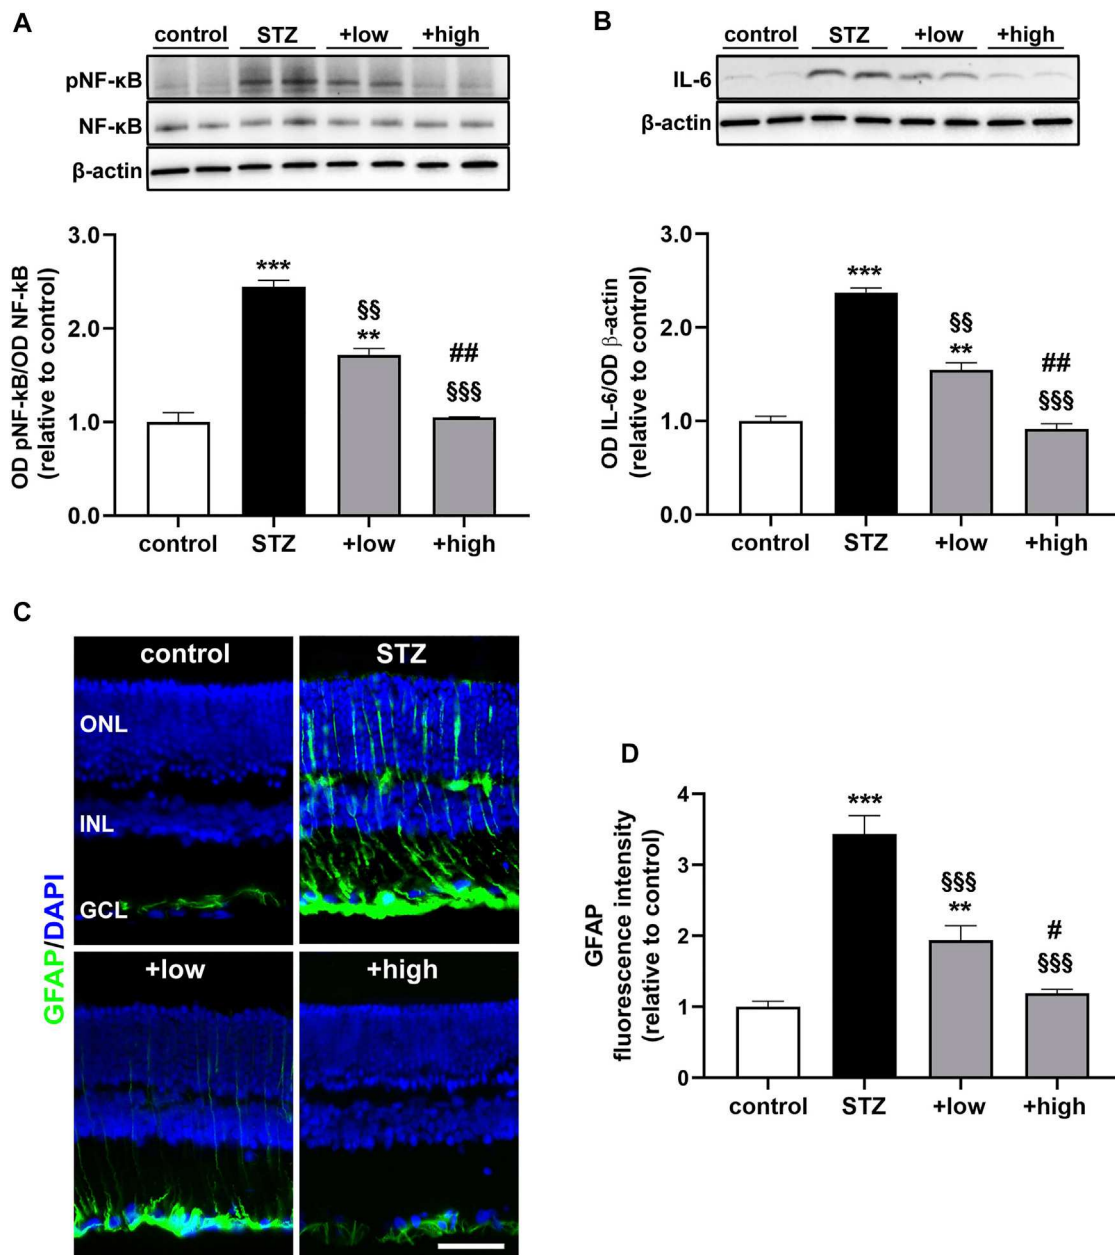 A
control STZ +low +high
pNF-κB
NF-κB
β-actin
OD pNF-kB/OD NF-kB
(relative to control)
3.0
2.0
1.0
0.0
***
§§
**
##
§§§
control STZ +low +high
B
control STZ +low +high
IL-6
β-actin
OD IL-6/OD β-actin
(relative to control)
3.0
2.0
1.0
0.0
***
§§
**
##
§§§
control STZ +low +high
C
GFAP/DAPI
control
ONL
INL
GCL
STZ
+low
+high
D
GFAP
fluorescence intensity
(relative to control)
4
3
2
1
0
***
§§§
**
#
§§§
control STZ +low +high